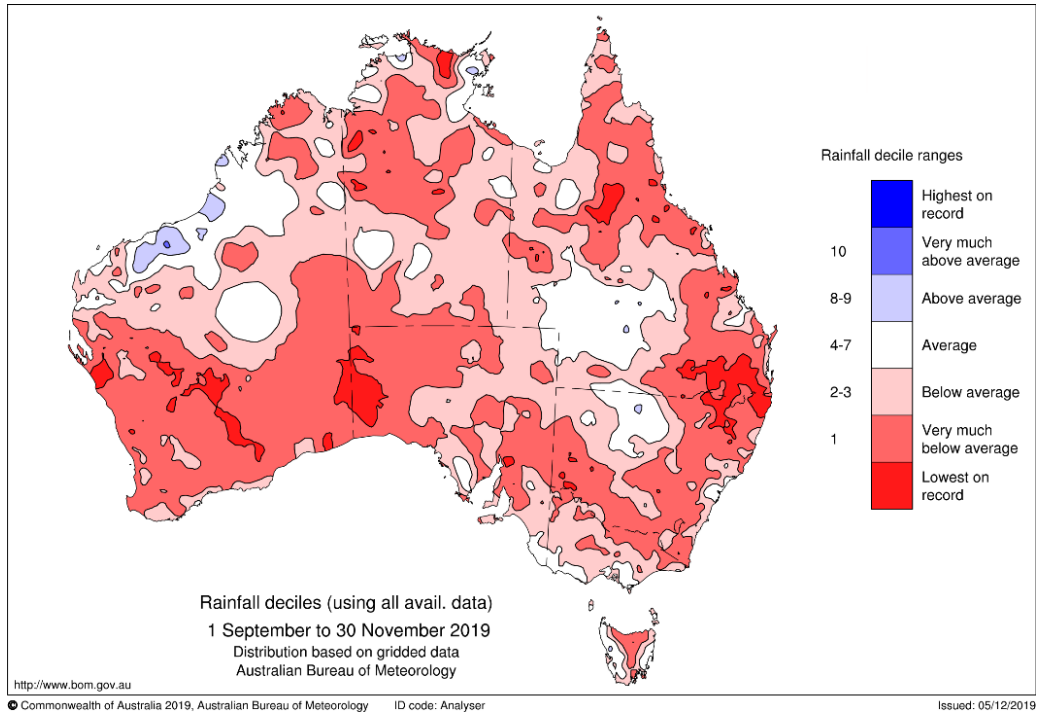 Rainfall decile ranges
Highest on
record
10
Very much
above average
8-9
Above average
4-7
Average
2-3
Below average
1
Very much
below average
Lowest on
record
Rainfall deciles (using all avail. data)
1 September to 30 November 2019
Distribution based on gridded data
Australian Bureau of Meteorology
http://www.bom.gov.au
© Commonwealth of Australia 2019, Australian Bureau of Meteorology
ID code: Analyser
Issued: 05/12/2019